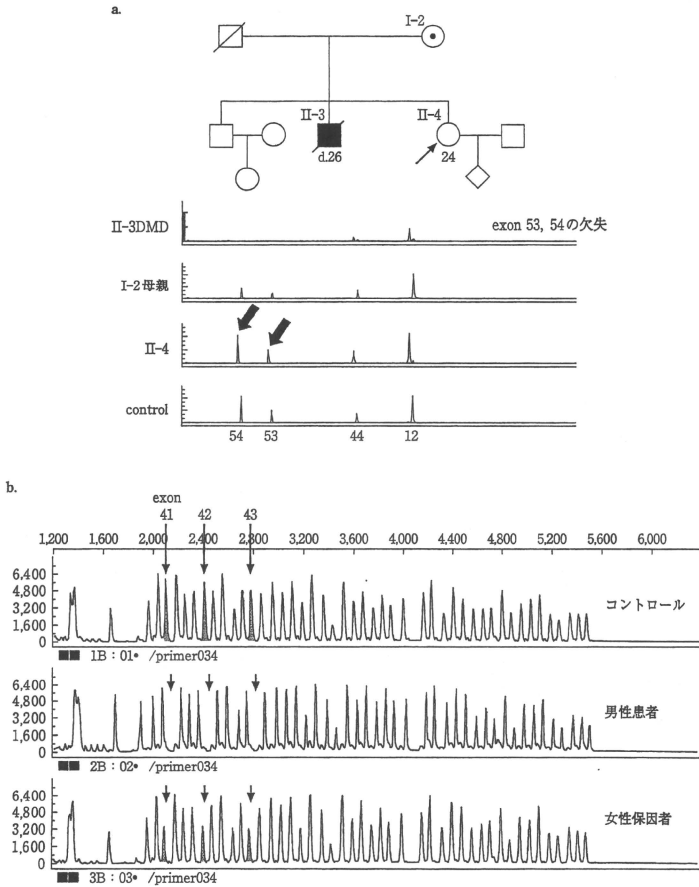 a.
I-2
II-3
II-4
d.26
24
II-3DMD
exon 53, 54の欠失
I-2母親
II-4
control
54 53 44 12
b.
exon
41 42 43
1,200 1,600 2,000 2,400 2,800 3,200 3,600 4,000 4,400 4,800 5,200 5,600 6,000
6,400
4,800
3,200
1,600
0
コントロール
1B:01• /primer034
6,400
4,800
3,200
1,600
0
男性患者
2B:02• /primer034
6,400
4,800
3,200
1,600
0
女性保因者
3B:03• /primer034